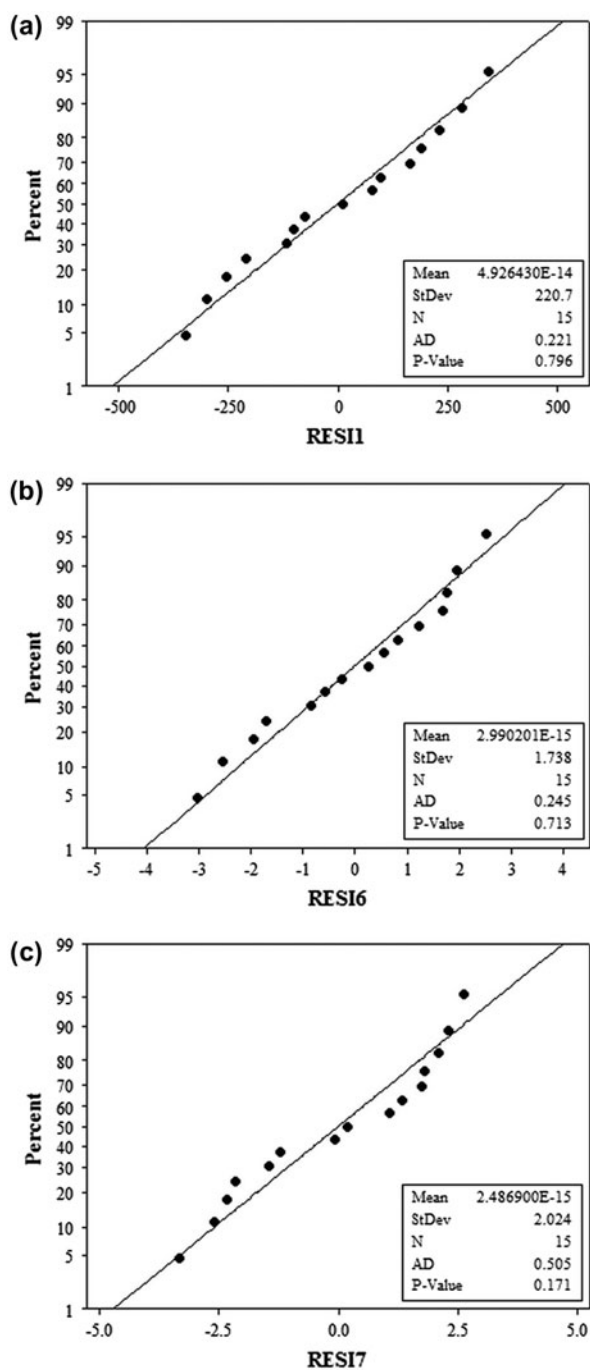 (a)
99
95
90
80
70
60
50
40
30
20
10
5
1
Percent
Mean 4.926430E-14
StDev 220.7
N 15
AD 0.221
P-Value 0.796
-500 -250 0 250 500
RESI1
(b)
99
95
90
80
70
60
50
40
30
20
10
5
1
Percent
Mean 2.990201E-15
StDev 1.738
N 15
AD 0.245
P-Value 0.713
-5 -4 -3 -2 -1 0 1 2 3 4
RESI6
(c)
99
95
90
80
70
60
50
40
30
20
10
5
1
Percent
Mean 2.486900E-15
StDev 2.024
N 15
AD 0.505
P-Value 0.171
-5.0 -2.5 0.0 2.5 5.0
RESI7